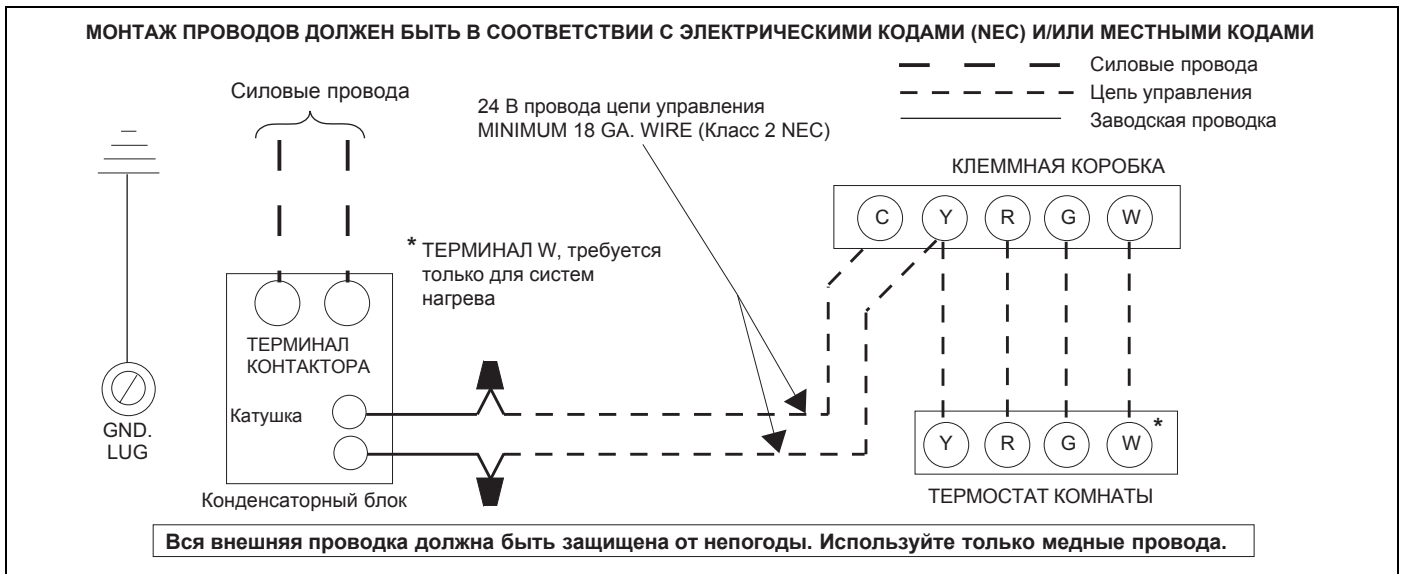 МОНТАЖ ПРОВОДОВ ДОЛЖЕН БЫТЬ В СООТВЕТСТВИИ С ЭЛЕКТРИЧЕСКИМИ КОДАМИ (NEC) И/ИЛИ МЕСТНЫМИ КОДАМИ
Силовые провода
Цепь управления
Заводская проводка
Силовые провода
24 В провода цепи управления
MINIMUM 18 GA. WIRE (Класс 2 NEC)
КЛЕММНАЯ КОРОБКА
C Y R G W
* ТЕРМИНАЛ W, требуется
только для систем
нагрева
ТЕРМИНАЛ
КОНТАКТОРА
Катушка
GND.
LUG
Конденсаторный блок
Y R G W *
ТЕРМОСТАТ КОМНАТЫ
Вся внешняя проводка должна быть защищена от непогоды. Используйте только медные провода.